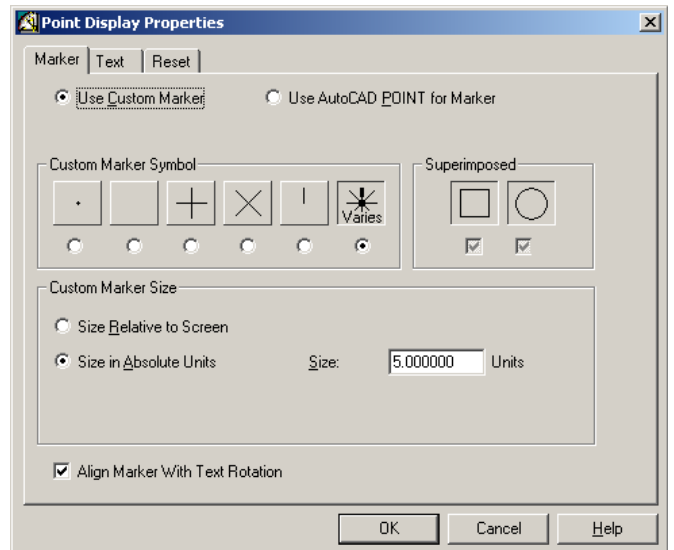 Point Display Properties
Marker Text Reset
Use Custom Marker Use AutoCAD POINT for Marker
Custom Marker Symbol Superimposed
Varies
Custom Marker Size
Size Relative to Screen
Size in Absolute Units Size: 5.000000 Units
Align Marker With Text Rotation
OK Cancel Help